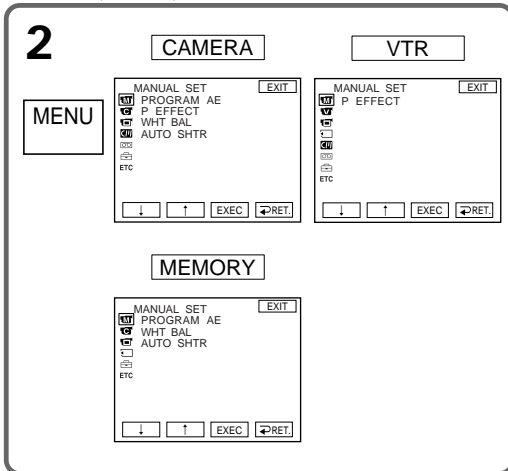 2
CAMERA
VTR
MENU
MANUAL SET
EXIT
PROGRAM AE
P EFFECT
WHT BAL
AUTO SHTR
ETC
↓ ↑ EXEC RET.
MANUAL SET
EXIT
P EFFECT
ETC
↓ ↑ EXEC RET.
MEMORY
MANUAL SET
EXIT
PROGRAM AE
WHT BAL
AUTO SHTR
ETC
↓ ↑ EXEC RET.